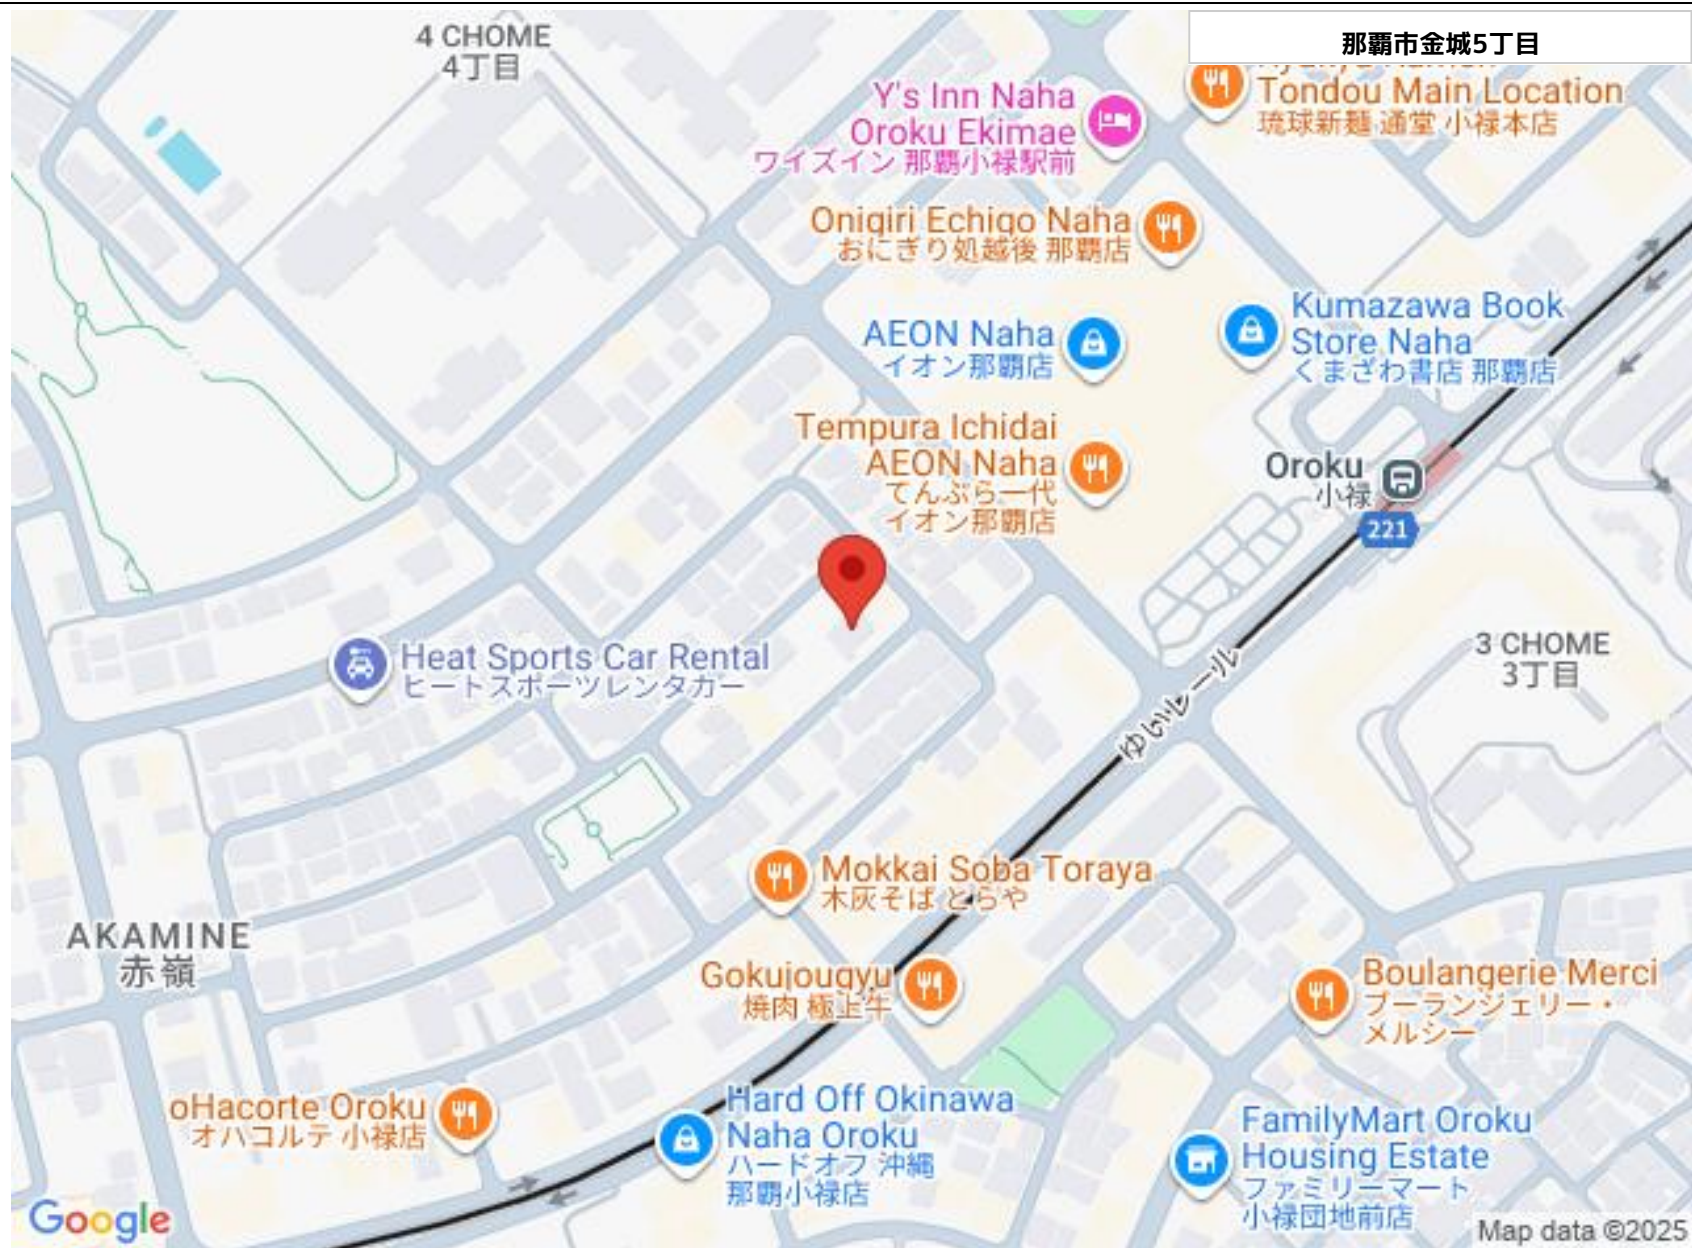 4 CHOME
4丁目
那覇市金城5丁目
Tondou Main Location
琉球新麺 通堂 小禄本店
Y's Inn Naha
Oroku Ekimae
ワイズイン 那覇小禄駅前
Onigiri Echigo Naha
おにぎり処越後 那覇店
AEON Naha
イオン那覇店
Kumazawa Book
Store Naha
くまざわ書店 那覇店
Tempura Ichidai
AEON Naha
てんぷら一代
イオン那覇店
Oroku
小禄
221
Heat Sports Car Rental
ヒートスポーツレンタカー
3 CHOME
3丁目
ゆいレール
Mokkai Soba Toraya
木灰そば とらや
AKAMINE
赤嶺
Gokujougyu
焼肉 極上牛
Boulangerie Merci
ブーランジェリー・
メルシー
oHacorte Oroku
オハコルテ 小禄店
Hard Off Okinawa
Naha Oroku
ハードオフ 沖縄
那覇小禄店
FamilyMart Oroku
Housing Estate
ファミリーマート
小禄団地前店
Google
Map data ©2025